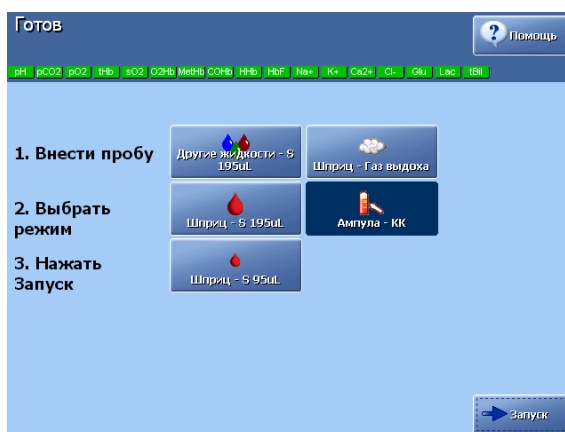 Готов
Помощь
pH pCO2 pO2 tHb sO2 O2Hb MetHb COHb HHb HbF Na+ K+ Ca2+ Cl- Glu Lac tBil
1. Внести пробу
Другие жидкости - S
195uL
Шприц - Газ выдоха
2. Выбрать
режим
Шприц - S 195uL
Ампула - КК
3. Нажать
Запуск
Шприц - S 95uL
Запуск